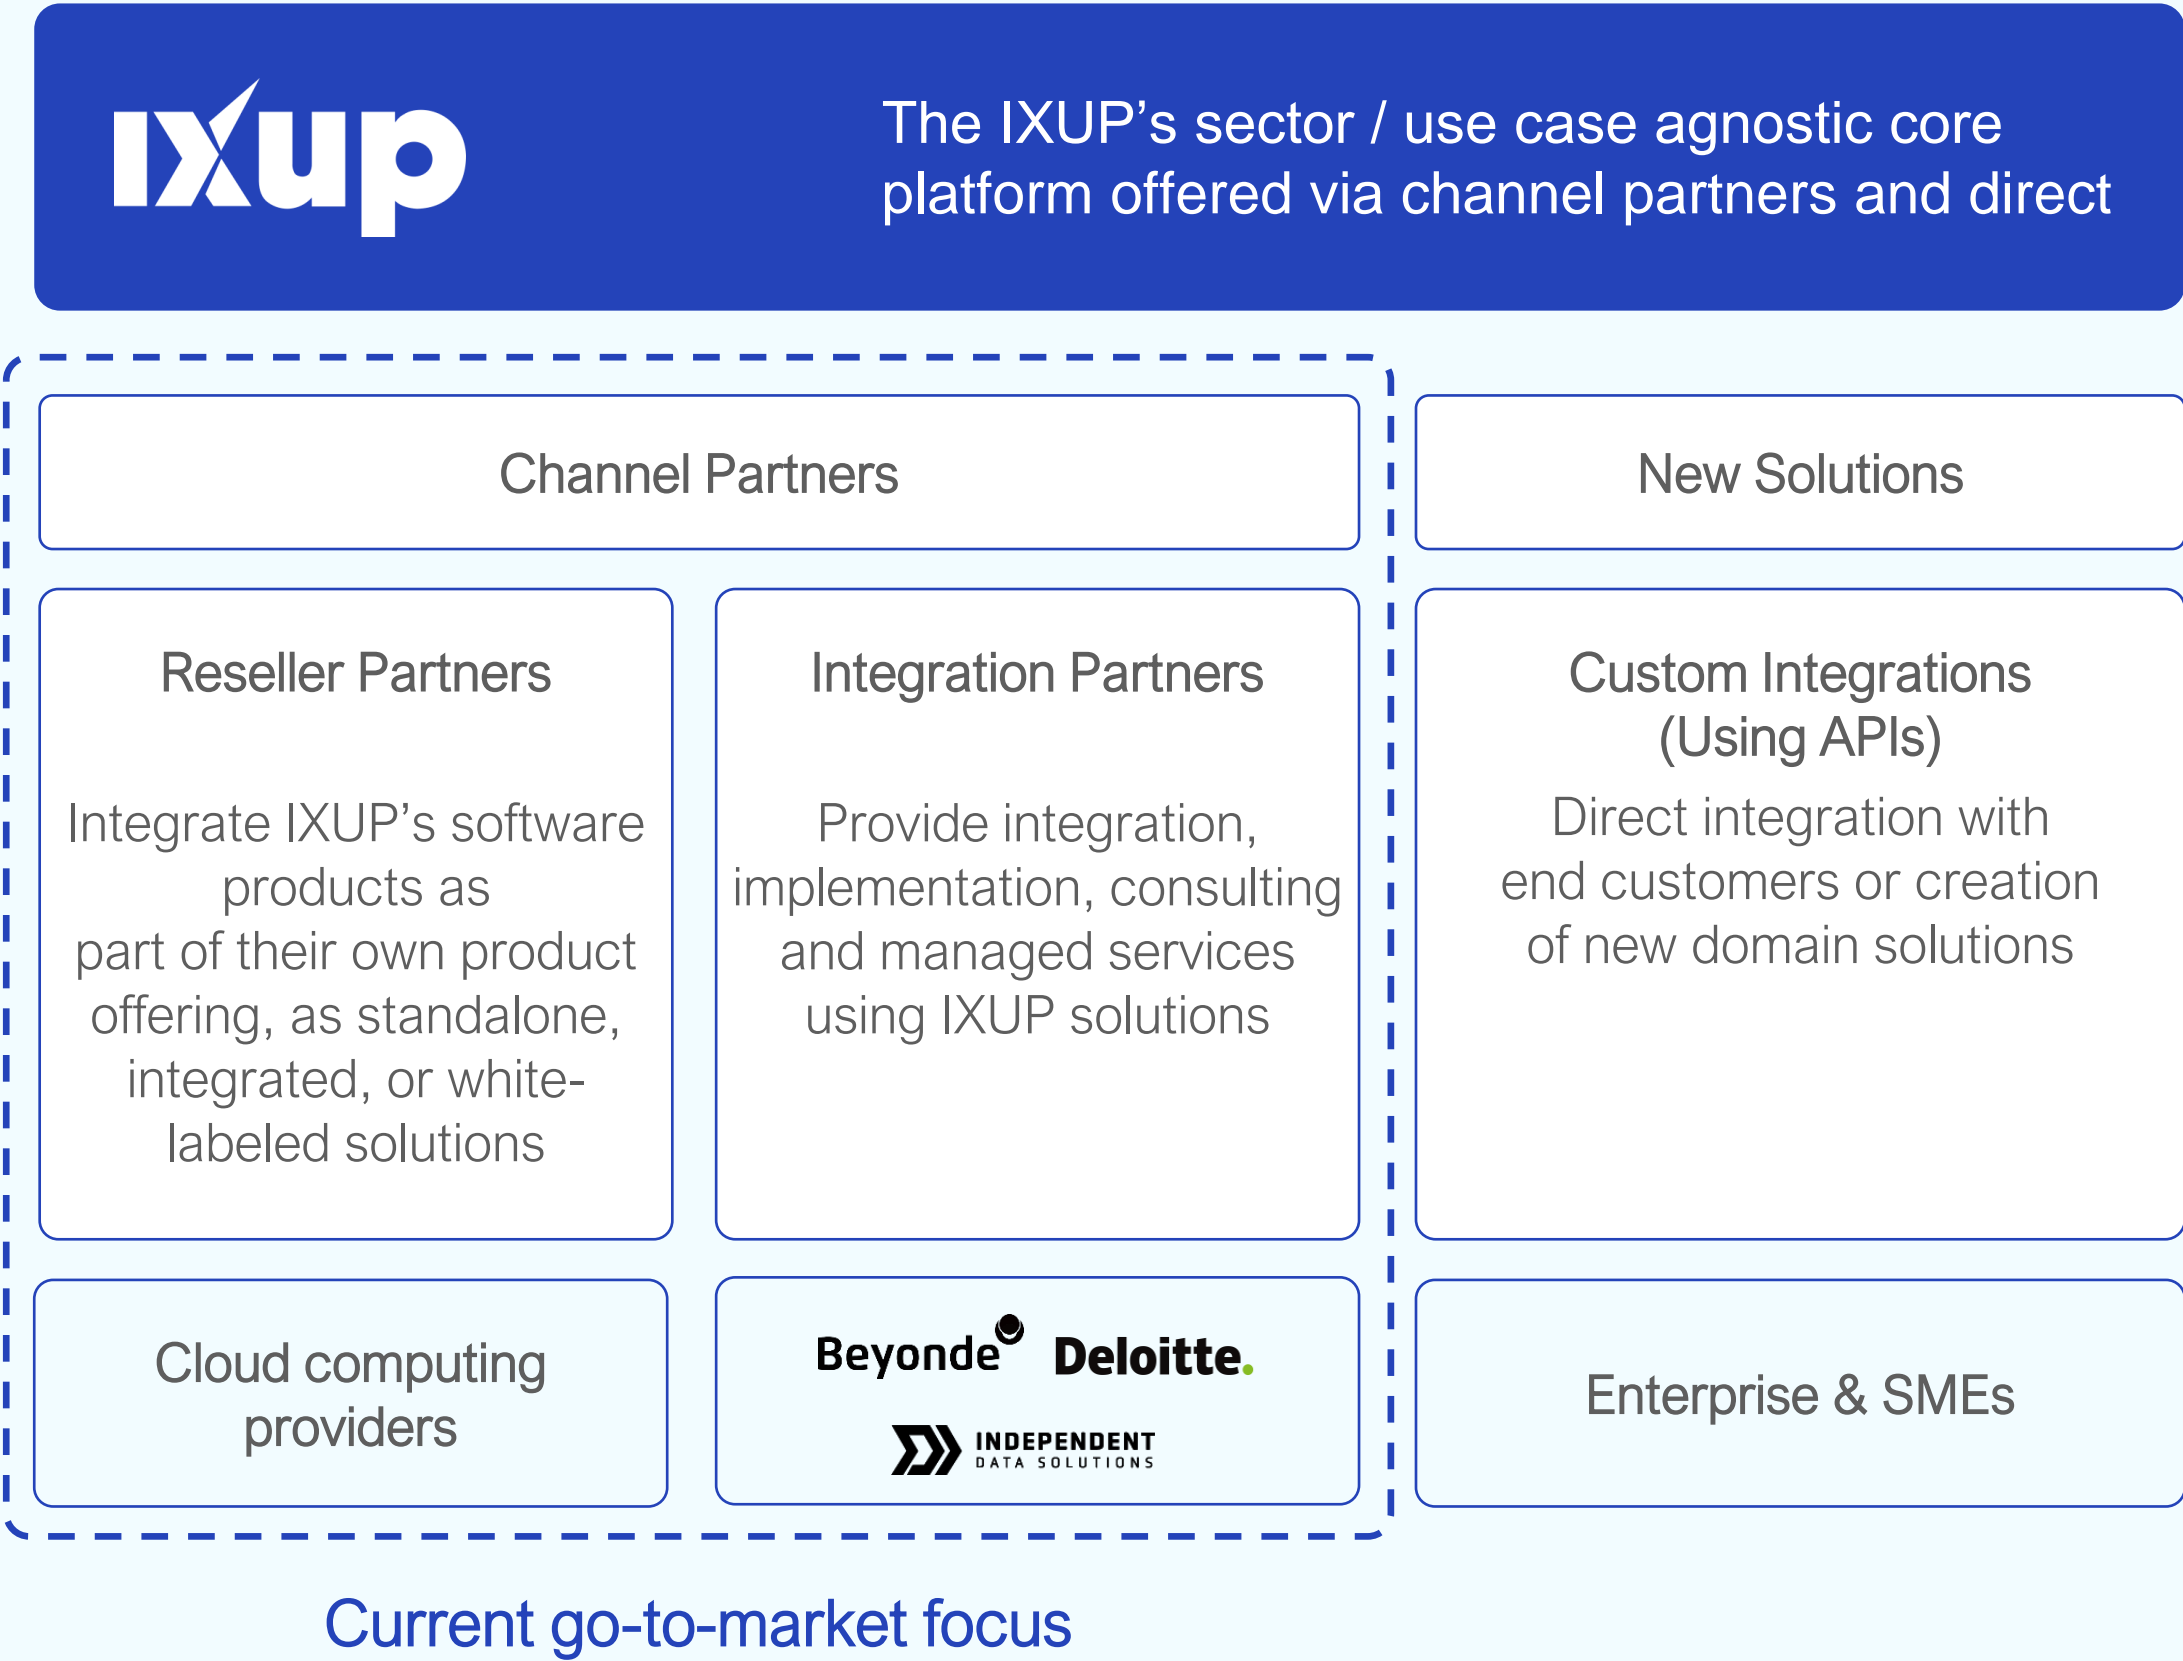 ixup
The IXUP’s sector / use case agnostic core
platform offered via channel partners and direct
Channel Partners
New Solutions
Reseller Partners
Integrate IXUP’s software
products as
part of their own product
offering, as standalone,
integrated, or white-
labeled solutions
Integration Partners
Provide integration,
implementation, consulting
and managed services
using IXUP solutions
Custom Integrations
(Using APIs)
Direct integration with
end customers or creation
of new domain solutions
Cloud computing
providers
Beyonde
Deloitte.
INDEPENDENT
DATA SOLUTIONS
Enterprise & SMEs
Current go-to-market focus